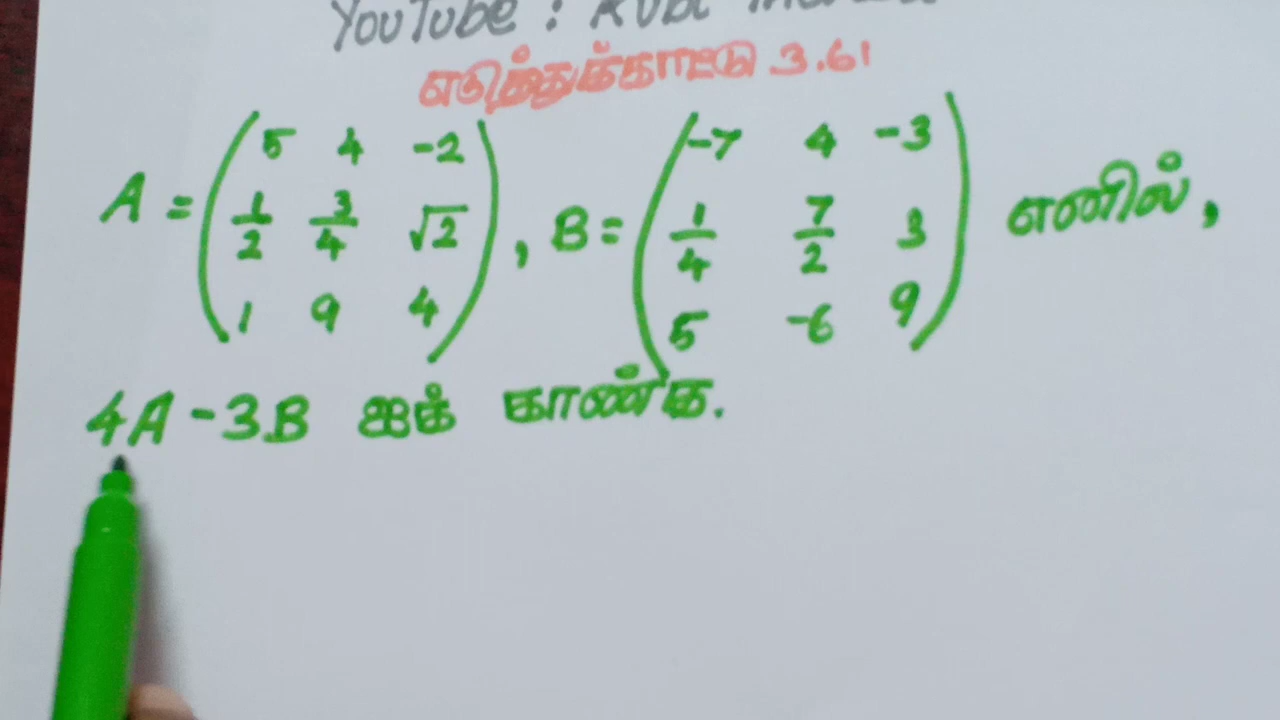 YouTube :
எடுத்துக்காட்டு 3.61
A = ( 5 4 -2 ) , B = ( -7 4 -3 ) எனில்,
( 1/2 3/4 √2 ) ( 1/4 7/2 3 )
( 1 9 4 ) ( 5 -6 9 )
4A - 3B ஐக் காண்க.